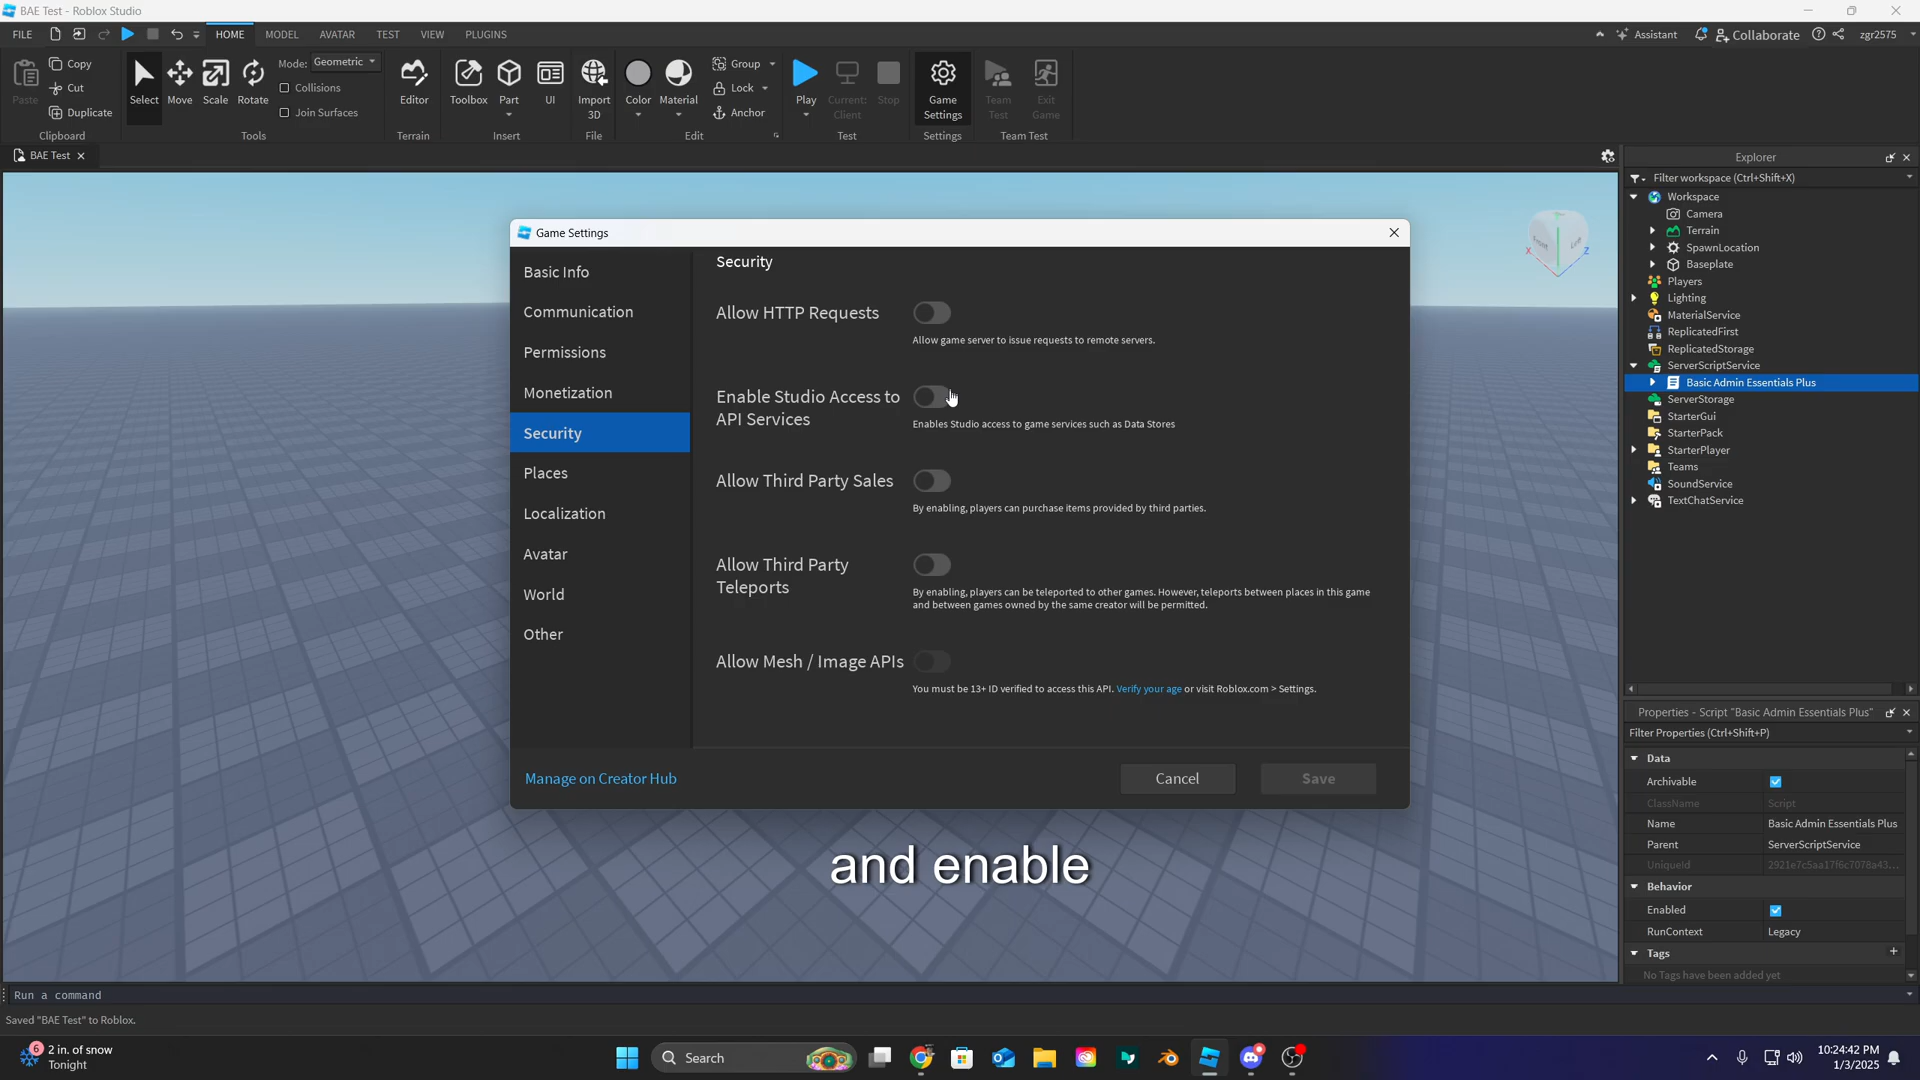 BAE Test - Roblox Studio
FILE
HOME
MODEL
AVATAR
TEST
VIEW
PLUGINS
Assistant
Collaborate
zgr2575
Paste
Copy
Cut
Duplicate
Clipboard
Select
Move
Scale
Rotate
Mode:
Geometric
Collisions
Join Surfaces
Tools
Editor
Terrain
Toolbox
Part
UI
Insert
Import
3D
File
Color
Material
Group
Lock
Anchor
Edit
Play
Current:
Client
Stop
Test
Game
Settings
Settings
Team
Test
Exit
Game
Team Test
BAE Test
Explorer
Filter workspace (Ctrl+Shift+X)
Workspace
Camera
Terrain
SpawnLocation
Baseplate
Players
Lighting
MaterialService
ReplicatedFirst
ReplicatedStorage
ServerScriptService
Basic Admin Essentials Plus
ServerStorage
StarterGui
StarterPack
StarterPlayer
Teams
SoundService
TextChatService
Front
Left
X
Z
Game Settings
Basic Info
Communication
Permissions
Monetization
Security
Places
Localization
Avatar
World
Other
Security
Allow HTTP Requests
Allow game server to issue requests to remote servers.
Enable Studio Access to
API Services
Enables Studio access to game services such as Data Stores
Allow Third Party Sales
By enabling, players can purchase items provided by third parties.
Allow Third Party
Teleports
By enabling, players can be teleported to other games. However, teleports between places in this game
and between games owned by the same creator will be permitted.
Allow Mesh / Image APIs
You must be 13+ ID verified to access this API. Verify your age or visit Roblox.com > Settings.
Manage on Creator Hub
Cancel
Save
and enable
Properties - Script "Basic Admin Essentials Plus"
Filter Properties (Ctrl+Shift+P)
Data
Archivable
ClassName Script
Name Basic Admin Essentials Plus
Parent ServerScriptService
UniqueId 2921e7c5aa17f6c7078a43...
Behavior
Enabled
RunContext Legacy
Tags
No Tags have been added yet
Run a command
Saved "BAE Test" to Roblox.
6
2 in. of snow
Tonight
Search
10:24:42 PM
1/3/2025